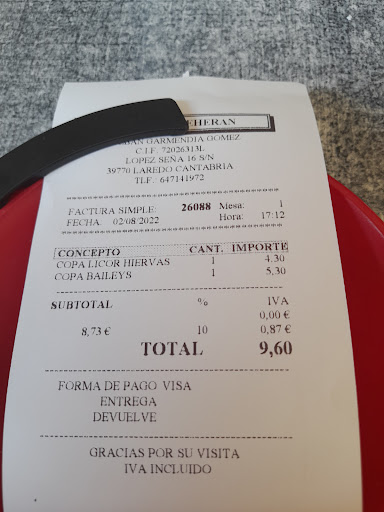 EHERAN
GARMENDIA GOMEZ
C.I.F. 72026313L
LOPEZ SEÑA 16 S/N
39770 LAREDO CANTABRIA
TLF. 647141972
FACTURA SIMPLE: 26088 Mesa: 1
FECHA. 02/08/2022 Hora: 17:12
CONCEPTO CANT. IMPORTE
COPA LICOR HIERVAS 1 4,30
COPA BAILEYS 1 5,30
SUBTOTAL % IVA
0,00 €
8,73 € 10 0,87 €
TOTAL 9,60
FORMA DE PAGO VISA
ENTREGA
DEVUELVE
GRACIAS POR SU VISITA
IVA INCLUIDO